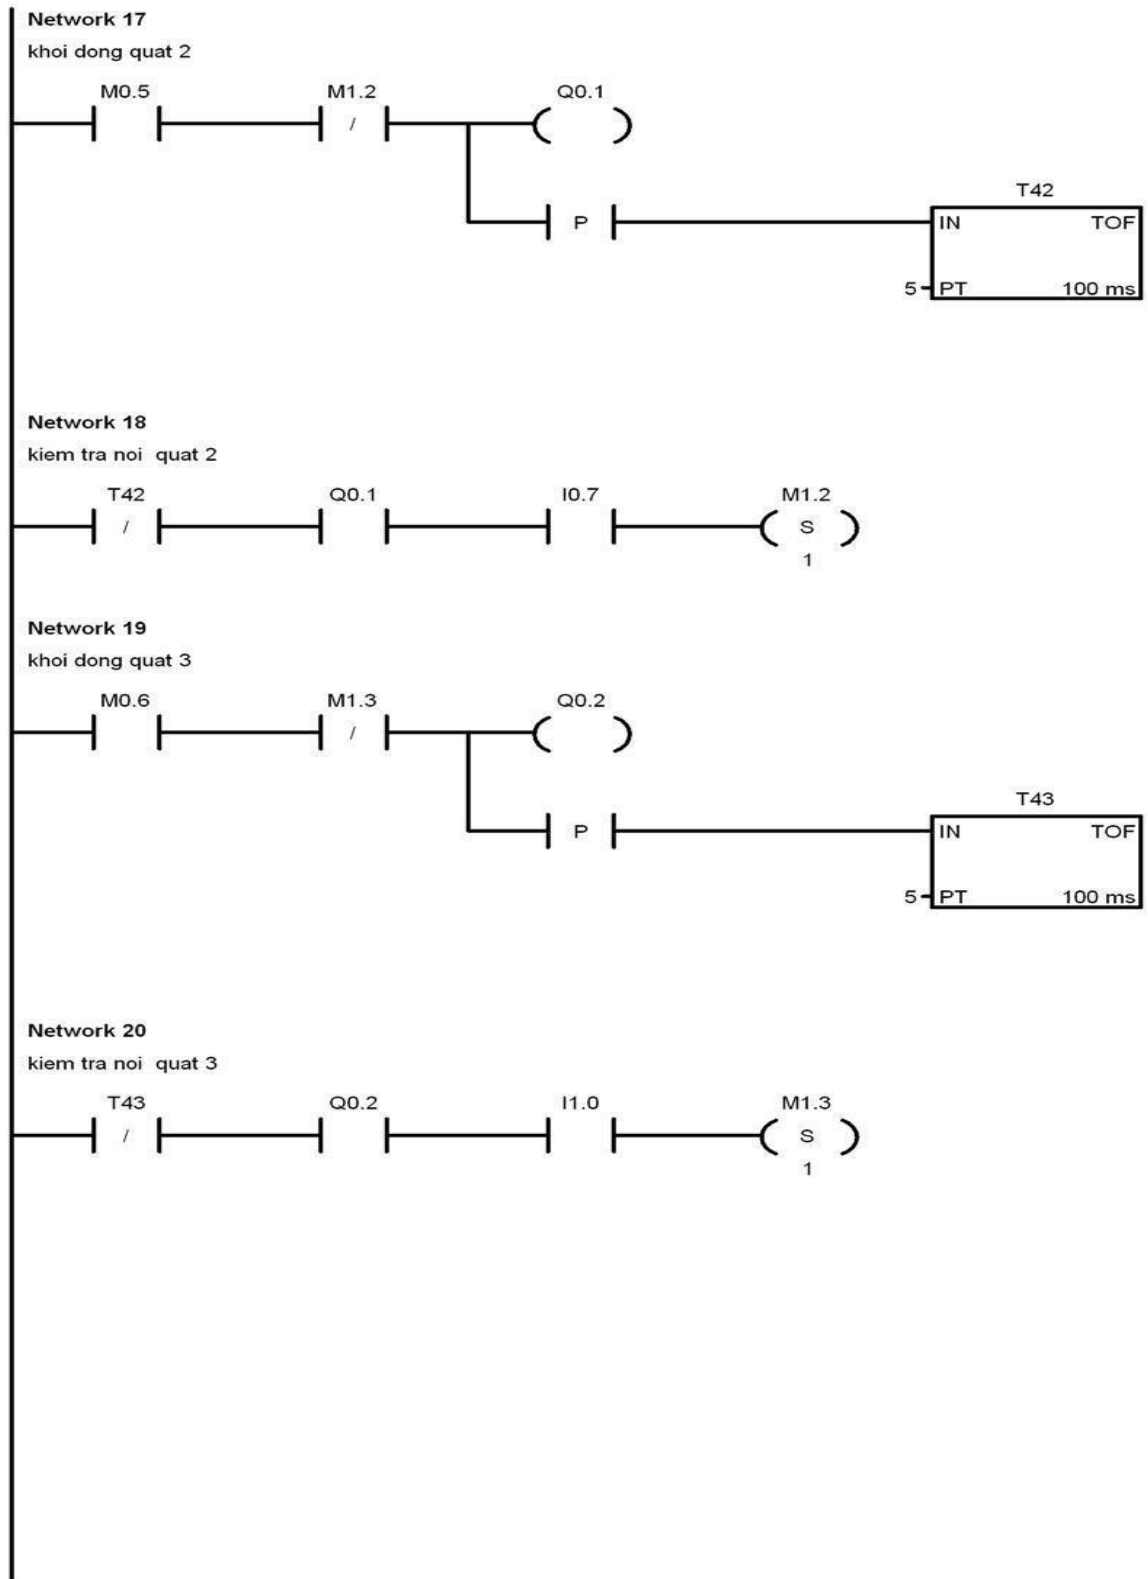 Network 17
khoi dong quat 2
M0.5 M1.2 Q0.1
/
T42
P IN TOF
5 PT 100 ms
Network 18
kiem tra noi quat 2
T42 Q0.1 I0.7 M1.2
/ S
1
Network 19
khoi dong quat 3
M0.6 M1.3 Q0.2
/
T43
P IN TOF
5 PT 100 ms
Network 20
kiem tra noi quat 3
T43 Q0.2 I1.0 M1.3
/ S
1